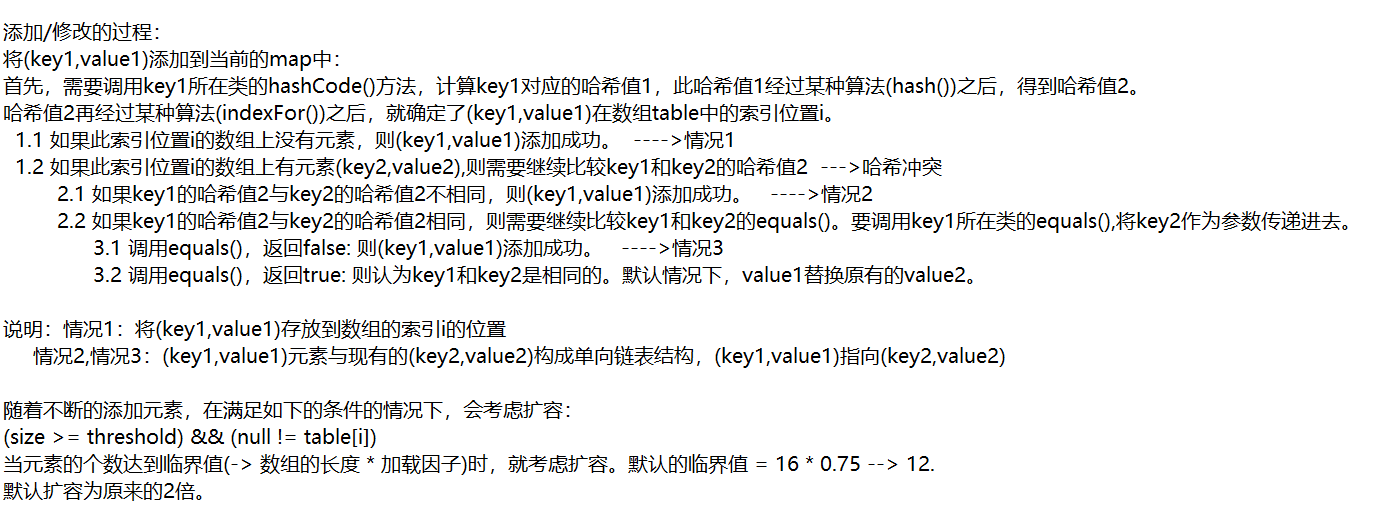 添加/修改的过程：
将(key1,value1)添加到当前的map中：
首先，需要调用key1所在类的hashCode()方法，计算key1对应的哈希值1，此哈希值1经过某种算法(hash())之后，得到哈希值2。
哈希值2再经过某种算法(indexFor())之后，就确定了(key1,value1)在数组table中的索引位置i。
1.1 如果此索引位置i的数组上没有元素，则(key1,value1)添加成功。 ---->情况1
1.2 如果此索引位置i的数组上有元素(key2,value2),则需要继续比较key1和key2的哈希值2 --->哈希冲突
2.1 如果key1的哈希值2与key2的哈希值2不相同，则(key1,value1)添加成功。 ---->情况2
2.2 如果key1的哈希值2与key2的哈希值2相同，则需要继续比较key1和key2的equals()。要调用key1所在类的equals(),将key2作为参数传递进去。
3.1 调用equals()，返回false: 则(key1,value1)添加成功。 ---->情况3
3.2 调用equals()，返回true: 则认为key1和key2是相同的。默认情况下，value1替换原有的value2。
说明：情况1：将(key1,value1)存放到数组的索引i的位置
情况2,情况3：(key1,value1)元素与现有的(key2,value2)构成单向链表结构，(key1,value1)指向(key2,value2)
随着不断的添加元素，在满足如下的条件的情况下，会考虑扩容：
(size >= threshold) && (null != table[i])
当元素的个数达到临界值(-> 数组的长度 * 加载因子)时，就考虑扩容。默认的临界值 = 16 * 0.75 --> 12.
默认扩容为原来的2倍。